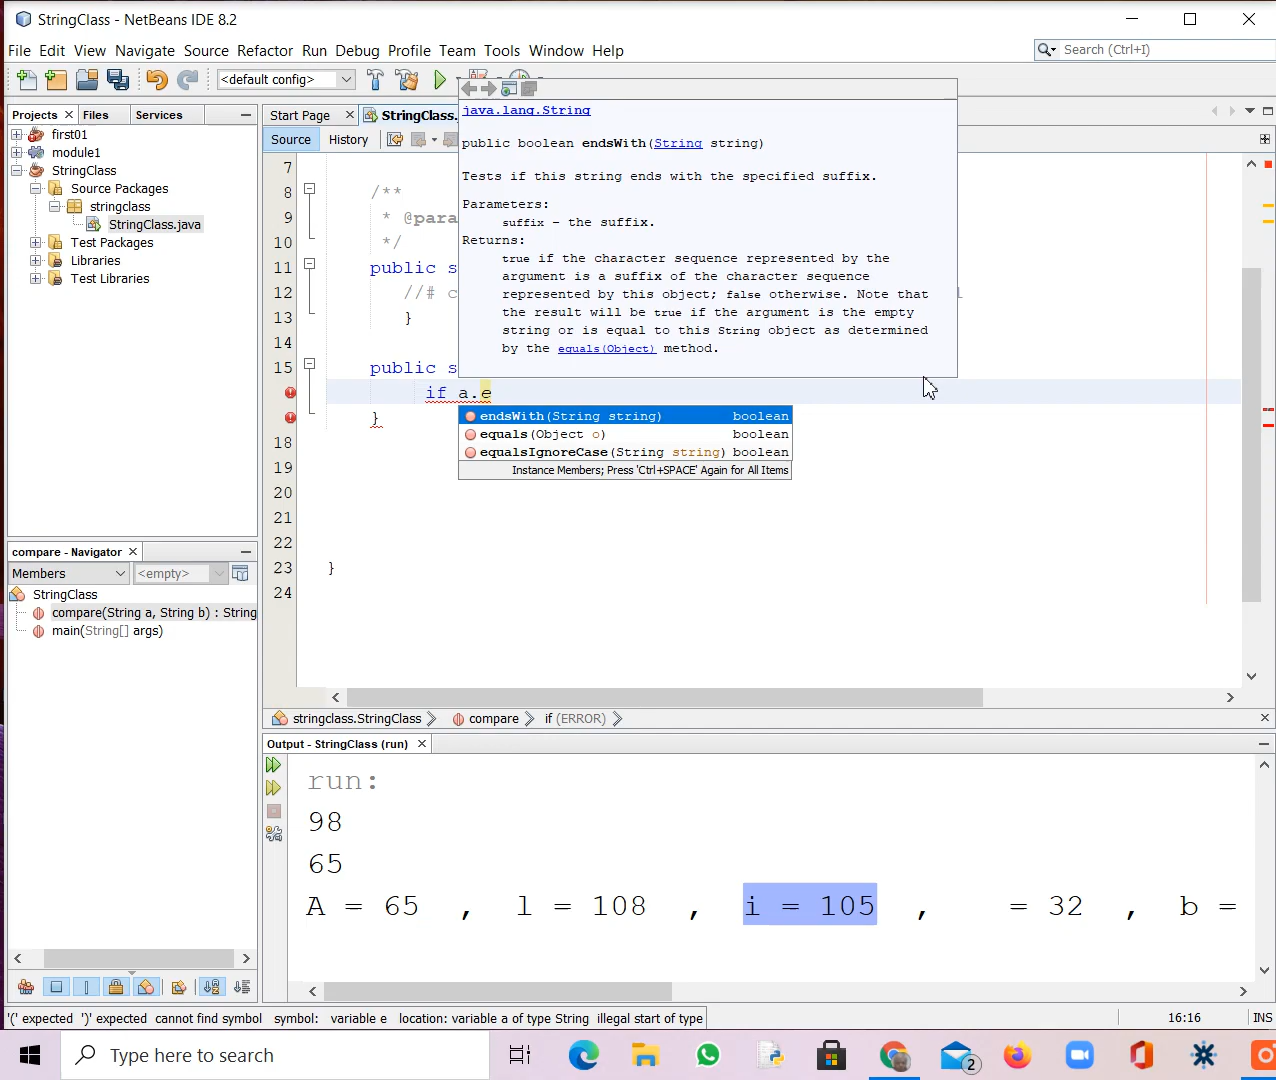 StringClass - NetBeans IDE 8.2
File Edit View Navigate Source Refactor Run Debug Profile Team Tools Window Help
Search (Ctrl+I)
<default config>
Projects Files Services
first01
module1
StringClass
Source Packages
stringclass
StringClass.java
Test Packages
Libraries
Test Libraries
Start Page StringClass.
Source History
java.lang.String
public boolean endsWith(String string)
Tests if this string ends with the specified suffix.
Parameters:
suffix - the suffix.
Returns:
true if the character sequence represented by the
argument is a suffix of the character sequence
represented by this object; false otherwise. Note that
the result will be true if the argument is the empty
string or is equal to this String object as determined
by the equals(Object) method.
7
8 /**
9 * @para
10 */
11 public s
12 //# c
13 }
14
15 public s
if a.e
}
endsWith(String string) boolean
equals(Object o) boolean
equalsIgnoreCase(String string) boolean
Instance Members; Press 'Ctrl+SPACE' Again for All Items
18
19
20
21
22
23 }
24
compare - Navigator
Members <empty>
StringClass
compare(String a, String b) : String
main(String[] args)
stringclass.StringClass compare if (ERROR)
Output - StringClass (run)
run:
98
65
A = 65 , l = 108 , i = 105 , = 32 , b =
'(' expected ')' expected cannot find symbol symbol: variable e location: variable a of type String illegal start of type
16:16 INS
Type here to search
2